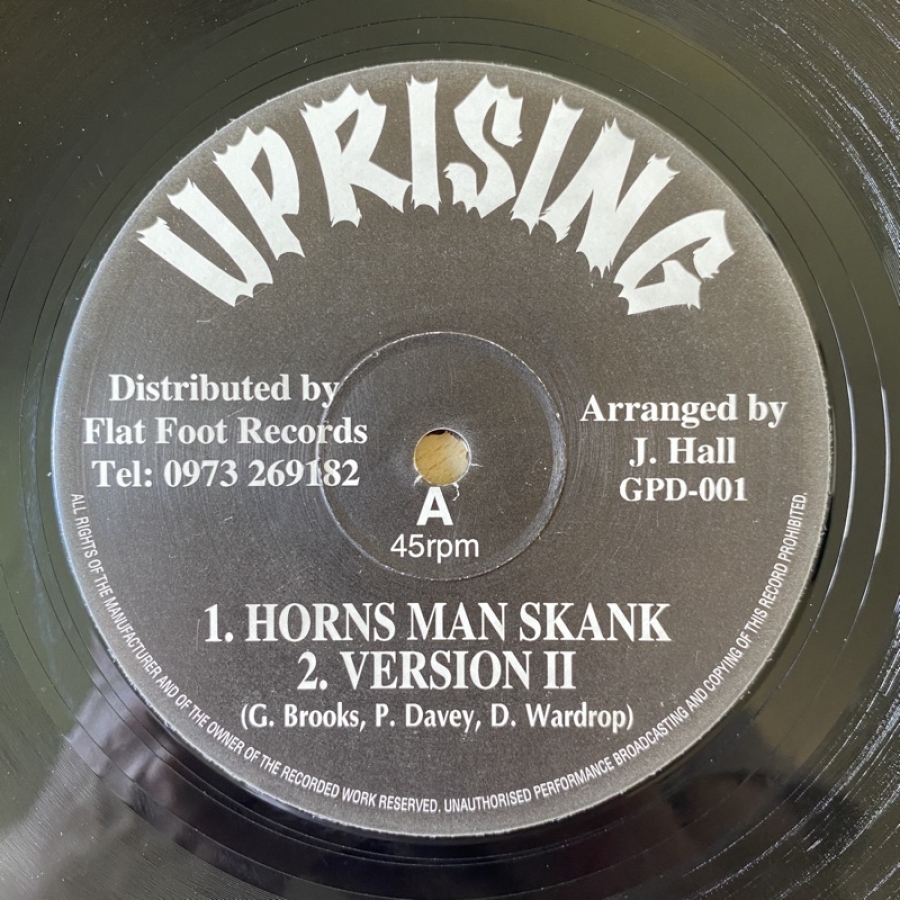 UPRISING
Distributed by
Flat Foot Records
Tel: 0973 269182
Arranged by
J. Hall
GPD-001
A
45rpm
1. HORNS MAN SKANK
2. VERSION II
(G. Brooks, P. Davey, D. Wardrop)
ALL RIGHTS OF THE MANUFACTURER AND OF THE OWNER OF THE RECORDED WORK RESERVED. UNAUTHORISED PERFORMANCE BROADCASTING AND COPYING OF THIS RECORD PROHIBITED.